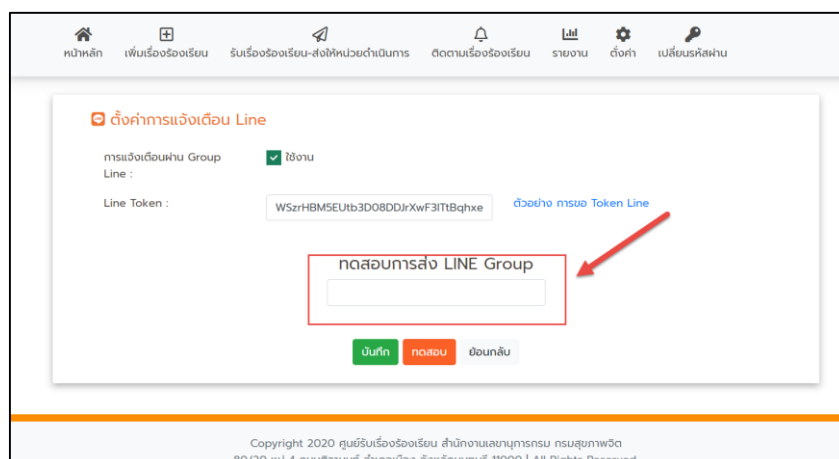 หน้าหลัก เพิ่มเรื่องร้องเรียน รับเรื่องร้องเรียน-ส่งให้หน่วยดำเนินการ ติดตามเรื่องร้องเรียน รายงาน ตั้งค่า เปลี่ยนรหัสผ่าน
ตั้งค่าการแจ้งเตือน Line
การแจ้งเตือนผ่าน Group Line : ใช้งาน
Line Token : WSzrHBM5EUtb3D08DDJrXwF3ITtBqhxe ตัวอย่าง การขอ Token Line
ทดสอบการส่ง LINE Group
บันทึก ทดสอบ ย้อนกลับ
Copyright 2020 ศูนย์รับเรื่องร้องเรียน สำนักงานเลขานุการกรม กรมสุขภาพจิต